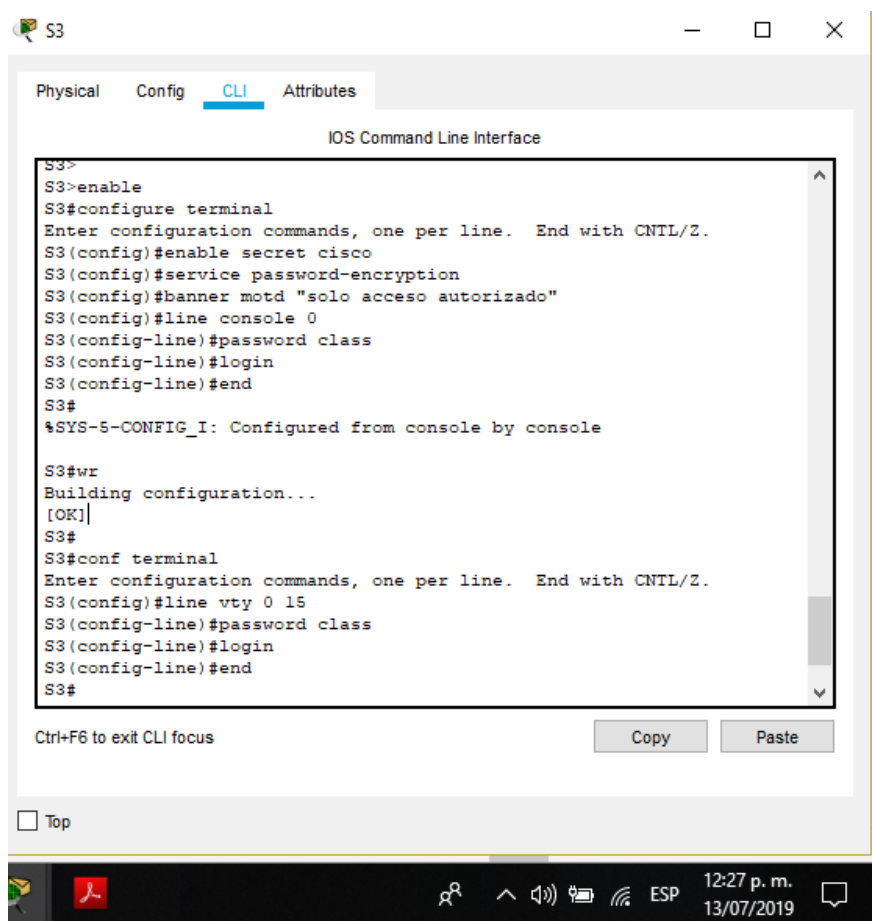 S3
Physical Config CLI Attributes
IOS Command Line Interface
S3>
S3>enable
S3#configure terminal
Enter configuration commands, one per line.  End with CNTL/Z.
S3(config)#enable secret cisco
S3(config)#service password-encryption
S3(config)#banner motd "solo acceso autorizado"
S3(config)#line console 0
S3(config-line)#password class
S3(config-line)#login
S3(config-line)#end
S3#
%SYS-5-CONFIG_I: Configured from console by console
S3#wr
Building configuration...
[OK]
S3#
S3#conf terminal
Enter configuration commands, one per line.  End with CNTL/Z.
S3(config)#line vty 0 15
S3(config-line)#password class
S3(config-line)#login
S3(config-line)#end
S3#
Ctrl+F6 to exit CLI focus
Copy Paste
Top
ESP
12:27 p. m.
13/07/2019